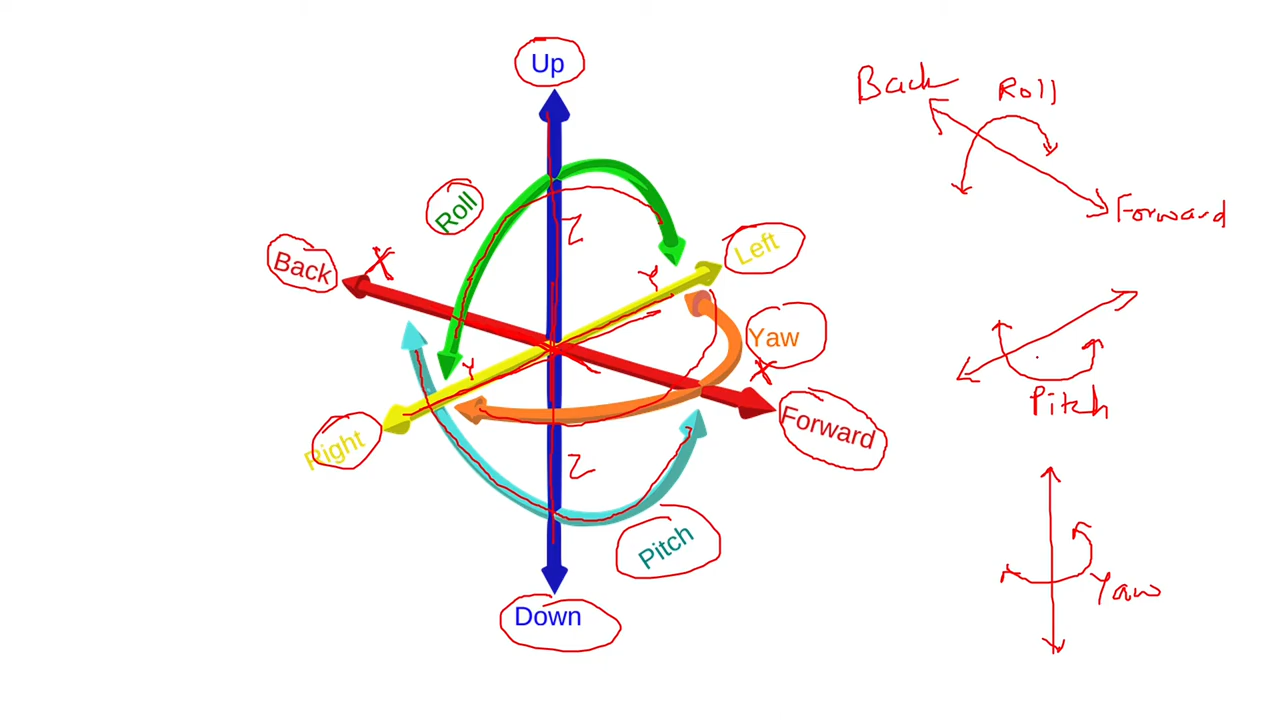 Up
Back
Roll
Roll
Z
Left
Back
X
Y
Forward
Yaw
Y
X
Forward
Right
Pitch
Z
Pitch
Yaw
Down